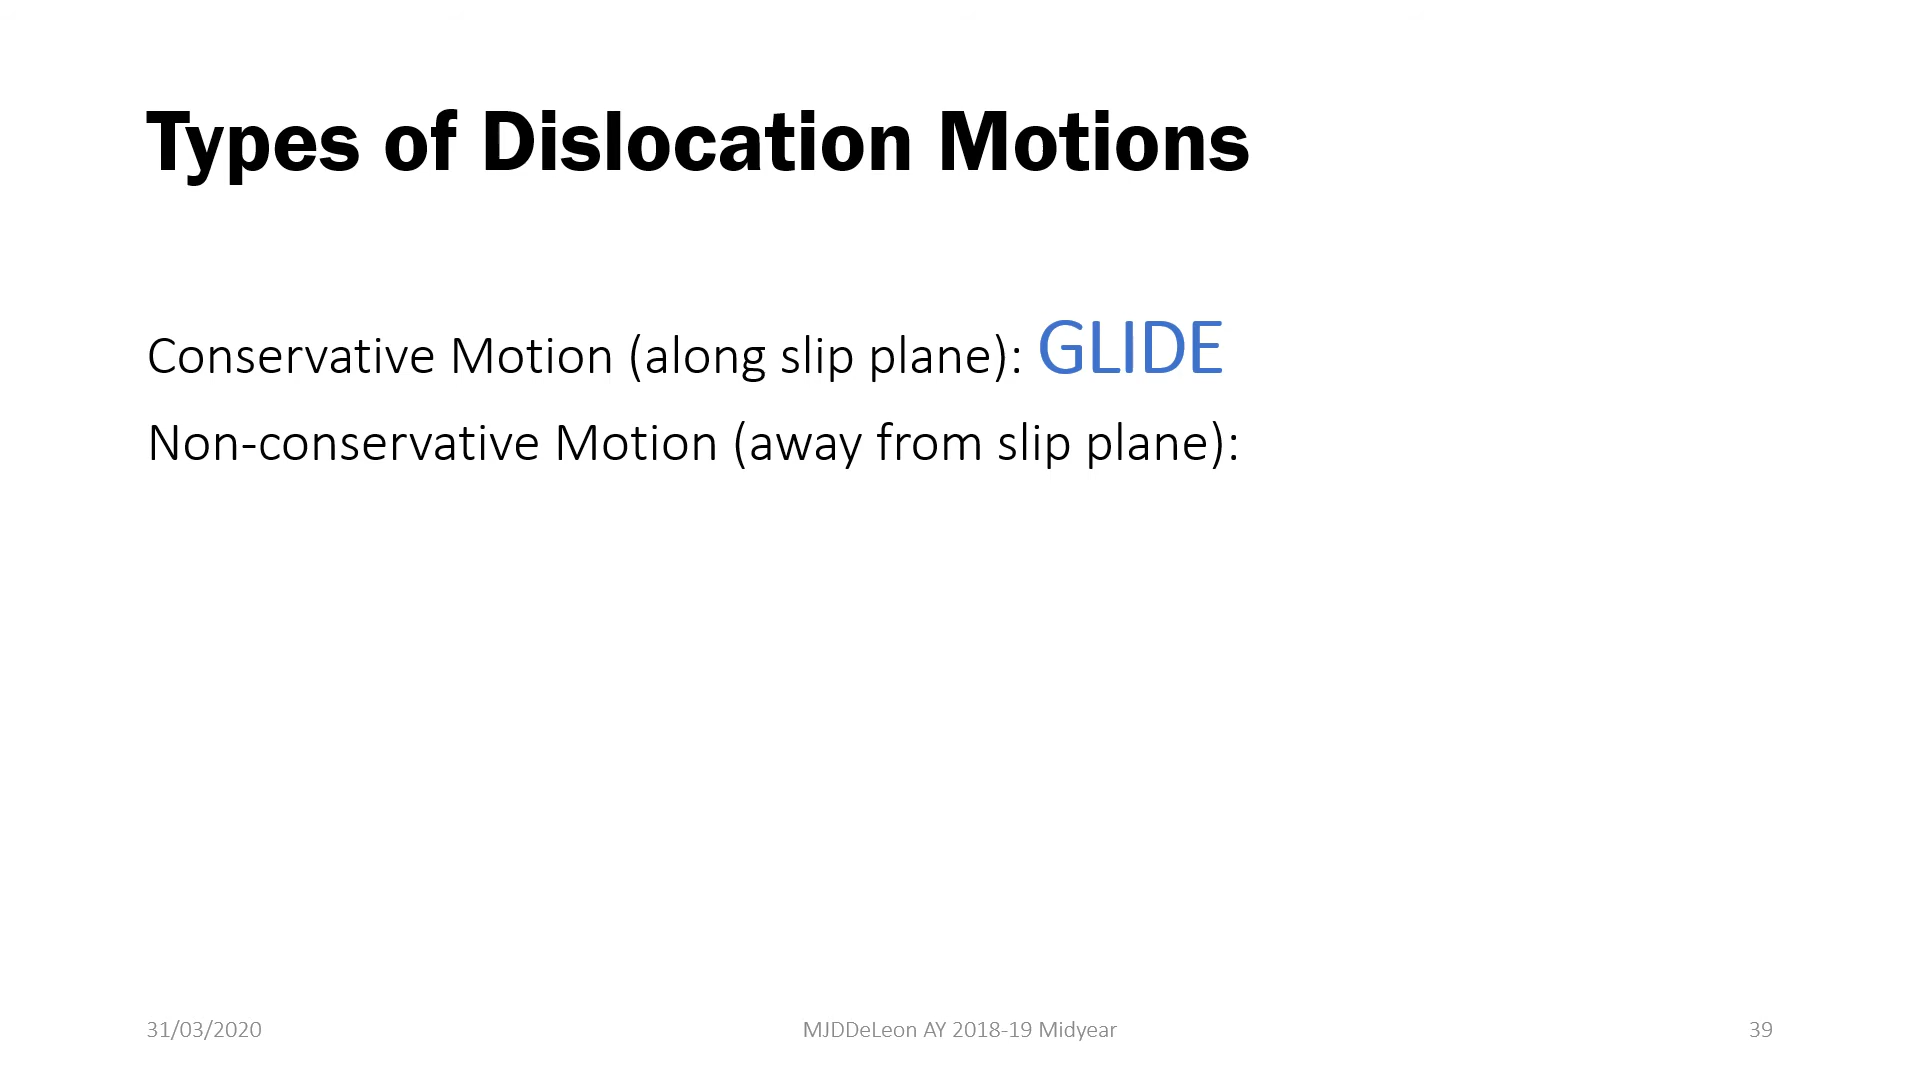 Types of Dislocation Motions
Conservative Motion (along slip plane): GLIDE
Non-conservative Motion (away from slip plane):
31/03/2020
MJDDeLeon AY 2018-19 Midyear
39